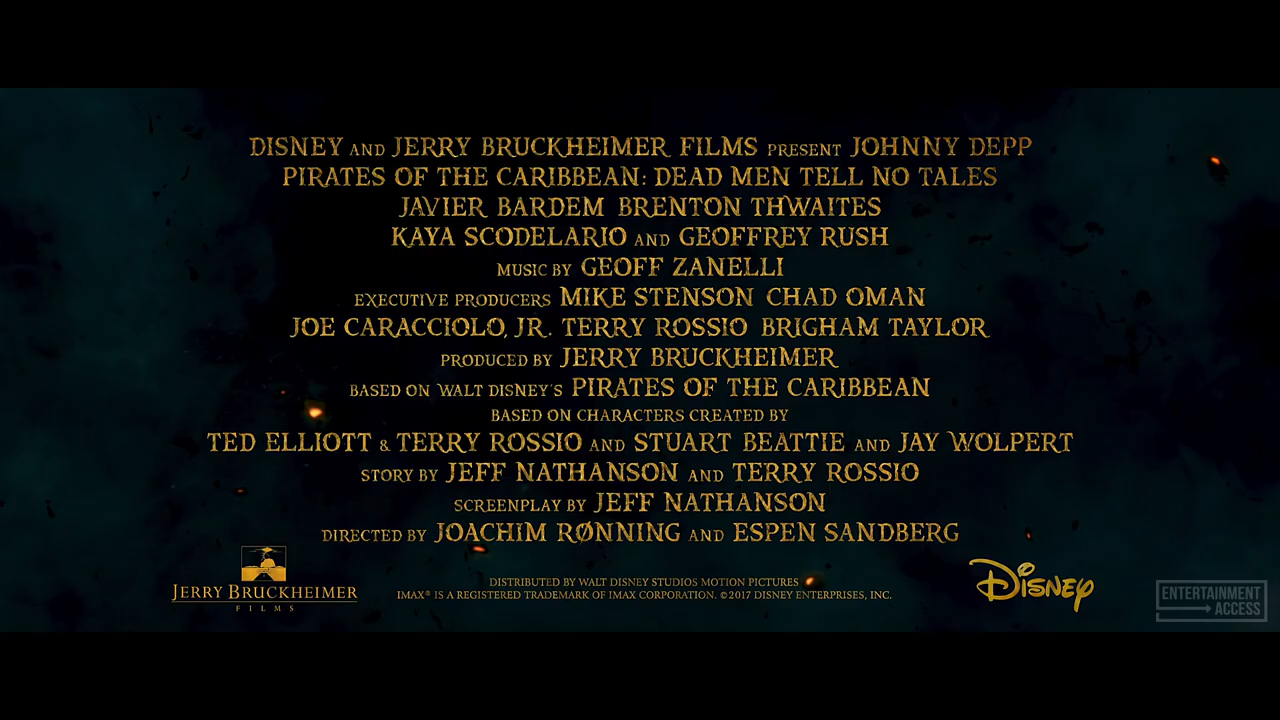 DISNEY AND JERRY BRUCKHEIMER FILMS PRESENT JOHNNY DEPP
PIRATES OF THE CARIBBEAN: DEAD MEN TELL NO TALES
JAVIER BARDEM BRENTON THWAITES
KAYA SCODELARIO AND GEOFFREY RUSH
MUSIC BY GEOFF ZANELLI
EXECUTIVE PRODUCERS MIKE STENSON CHAD OMAN
JOE CARACCIOLO, JR. TERRY ROSSIO BRIGHAM TAYLOR
PRODUCED BY JERRY BRUCKHEIMER
BASED ON WALT DISNEY'S PIRATES OF THE CARIBBEAN
BASED ON CHARACTERS CREATED BY
TED ELLIOTT & TERRY ROSSIO AND STUART BEATTIE AND JAY WOLPERT
STORY BY JEFF NATHANSON AND TERRY ROSSIO
SCREENPLAY BY JEFF NATHANSON
DIRECTED BY JOACHIM RØNNING AND ESPEN SANDBERG
JERRY BRUCKHEIMER
FILMS
DISTRIBUTED BY WALT DISNEY STUDIOS MOTION PICTURES
IMAX® IS A REGISTERED TRADEMARK OF IMAX CORPORATION. ©2017 DISNEY ENTERPRISES, INC.
DISNEY
ENTERTAINMENT
ACCESS